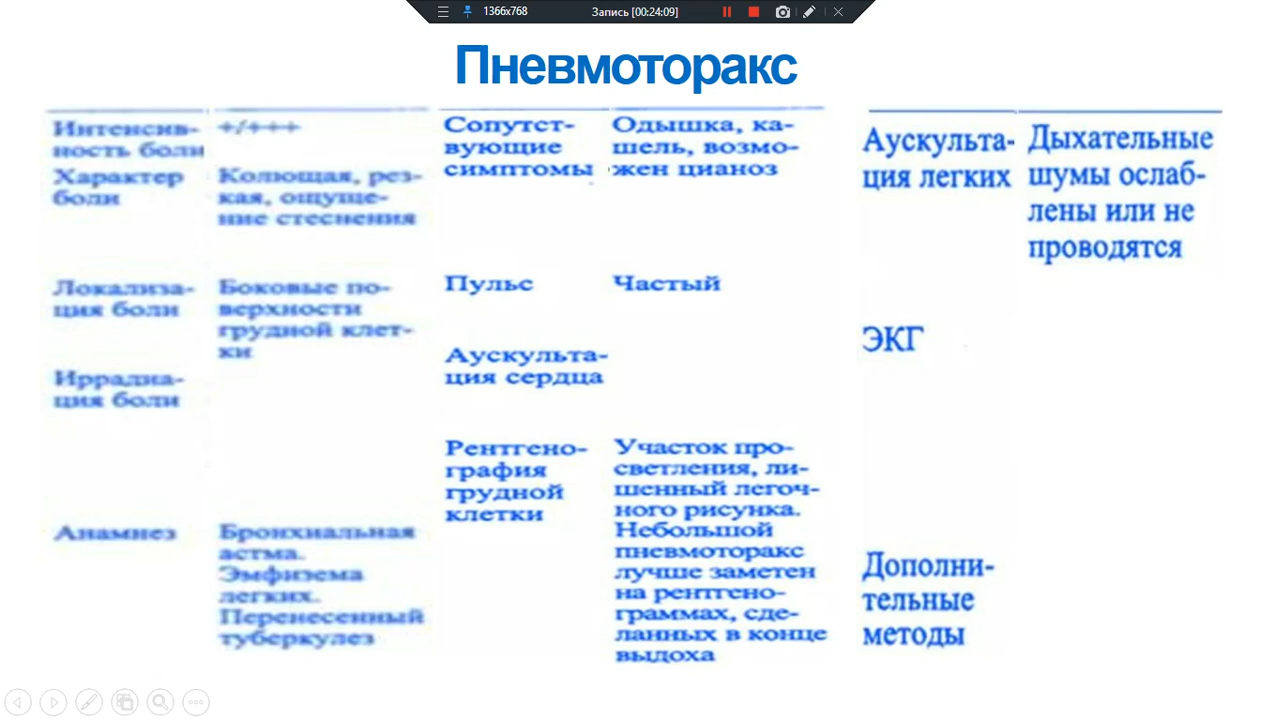 1366x768 Запись [00:24:09]
Пневмоторакс
Интенсив-
ность боли
+/+++
Характер
боли
Колющая, рез-
кая, ощуще-
ние стеснения
Локализа-
ция боли
Боковые по-
верхности
грудной клет-
ки
Иррадиа-
ция боли
Анамнез
Бронхиальная
астма.
Эмфизема
легких.
Перенесенный
туберкулез
Сопутст-
вующие
симптомы
Одышка, ка-
шель, возмо-
жен цианоз
Пульс
Частый
Аускульта-
ция сердца
Рентгено-
графия
грудной
клетки
Участок про-
светления, ли-
шенный легоч-
ного рисунка.
Небольшой
пневмоторакс
лучше заметен
на рентгено-
граммах, сде-
ланных в конце
выдоха
Аускульта-
ция легких
Дыхательные
шумы ослаб-
лены или не
проводятся
ЭКГ
Дополни-
тельные
методы